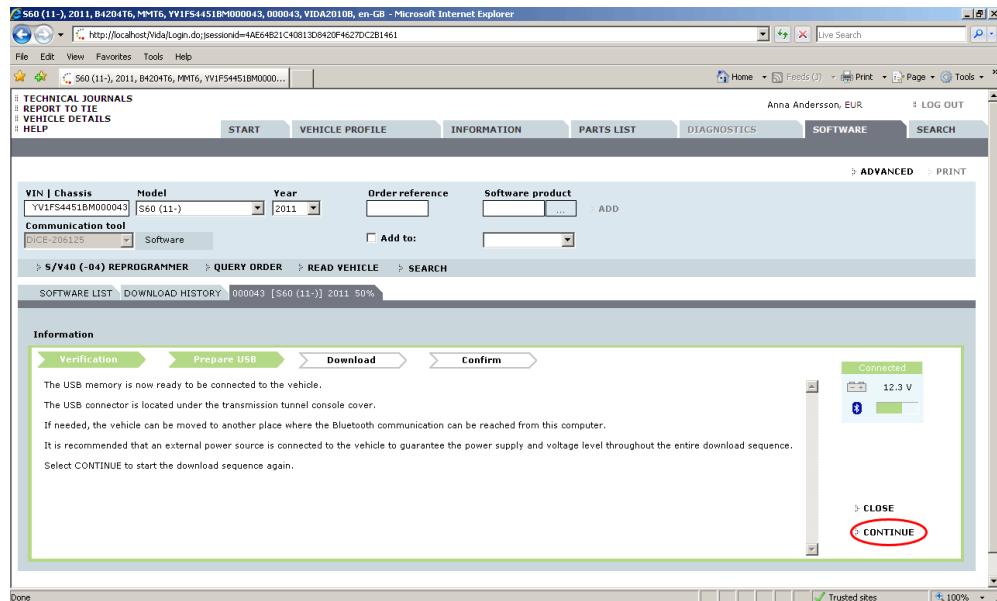 S60 (11-), 2011, B4204T6, MMT6, YV1FS4451BM000043, 000043, VIDA2010B, en-GB - Microsoft Internet Explorer
http://localhost/Vida/Login.do;jsessionid=4AE64B21C40813D8420F4627DC2B1461
Live Search
File Edit View Favorites Tools Help
S60 (11-), 2011, B4204T6, MMT6, YV1FS4451BM0000...
Home Feeds (J) Print Page Tools
TECHNICAL JOURNALS
REPORT TO TIE
VEHICLE DETAILS
HELP
Anna Andersson, EUR
LOG OUT
START VEHICLE PROFILE INFORMATION PARTS LIST DIAGNOSTICS SOFTWARE SEARCH
ADVANCED PRINT
VIN | Chassis Model Year Order reference Software product
YV1FS4451BM000043 S60 (11-) 2011 ... ADD
Communication tool
DiCE-206125 Software Add to:
S/V40 (-04) REPROGRAMMER QUERY ORDER READ VEHICLE SEARCH
SOFTWARE LIST DOWNLOAD HISTORY 000043 [S60 (11-)] 2011 50%
Information
Verification Prepare USB Download Confirm
Connected
12.3 V
The USB memory is now ready to be connected to the vehicle.
The USB connector is located under the transmission tunnel console cover.
If needed, the vehicle can be moved to another place where the Bluetooth communication can be reached from this computer.
It is recommended that an external power source is connected to the vehicle to guarantee the power supply and voltage level throughout the entire download sequence.
Select CONTINUE to start the download sequence again.
CLOSE
CONTINUE
Done
Trusted sites
100%